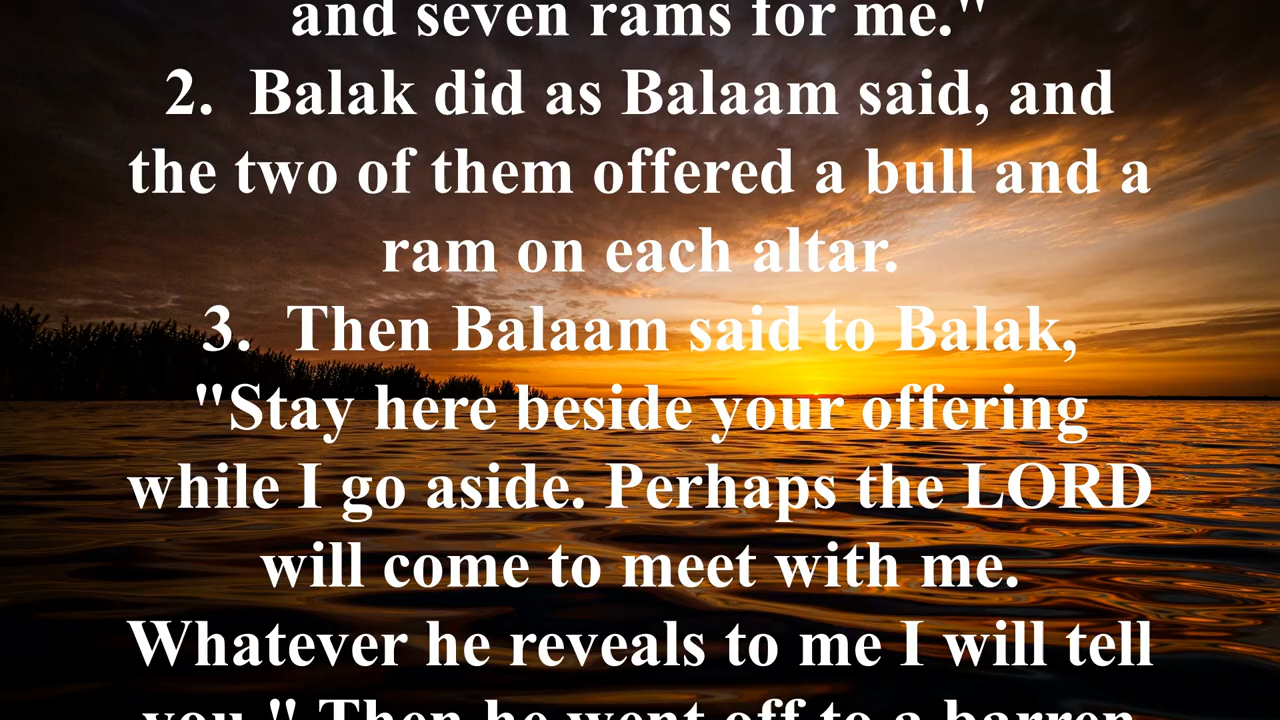 and seven rams for me."
2. Balak did as Balaam said, and
the two of them offered a bull and a
ram on each altar.
3. Then Balaam said to Balak,
"Stay here beside your offering
while I go aside. Perhaps the LORD
will come to meet with me.
Whatever he reveals to me I will tell
you." Then he went off to a barren